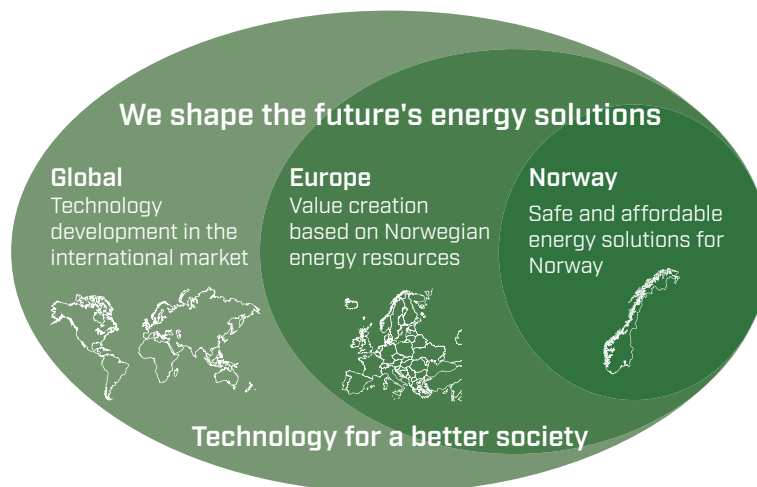 We shape the future's energy solutions
Global
Technology
development in the
international market
Europe
Value creation
based on Norwegian
energy resources
Norway
Safe and affordable
energy solutions for
Norway
Technology for a better society